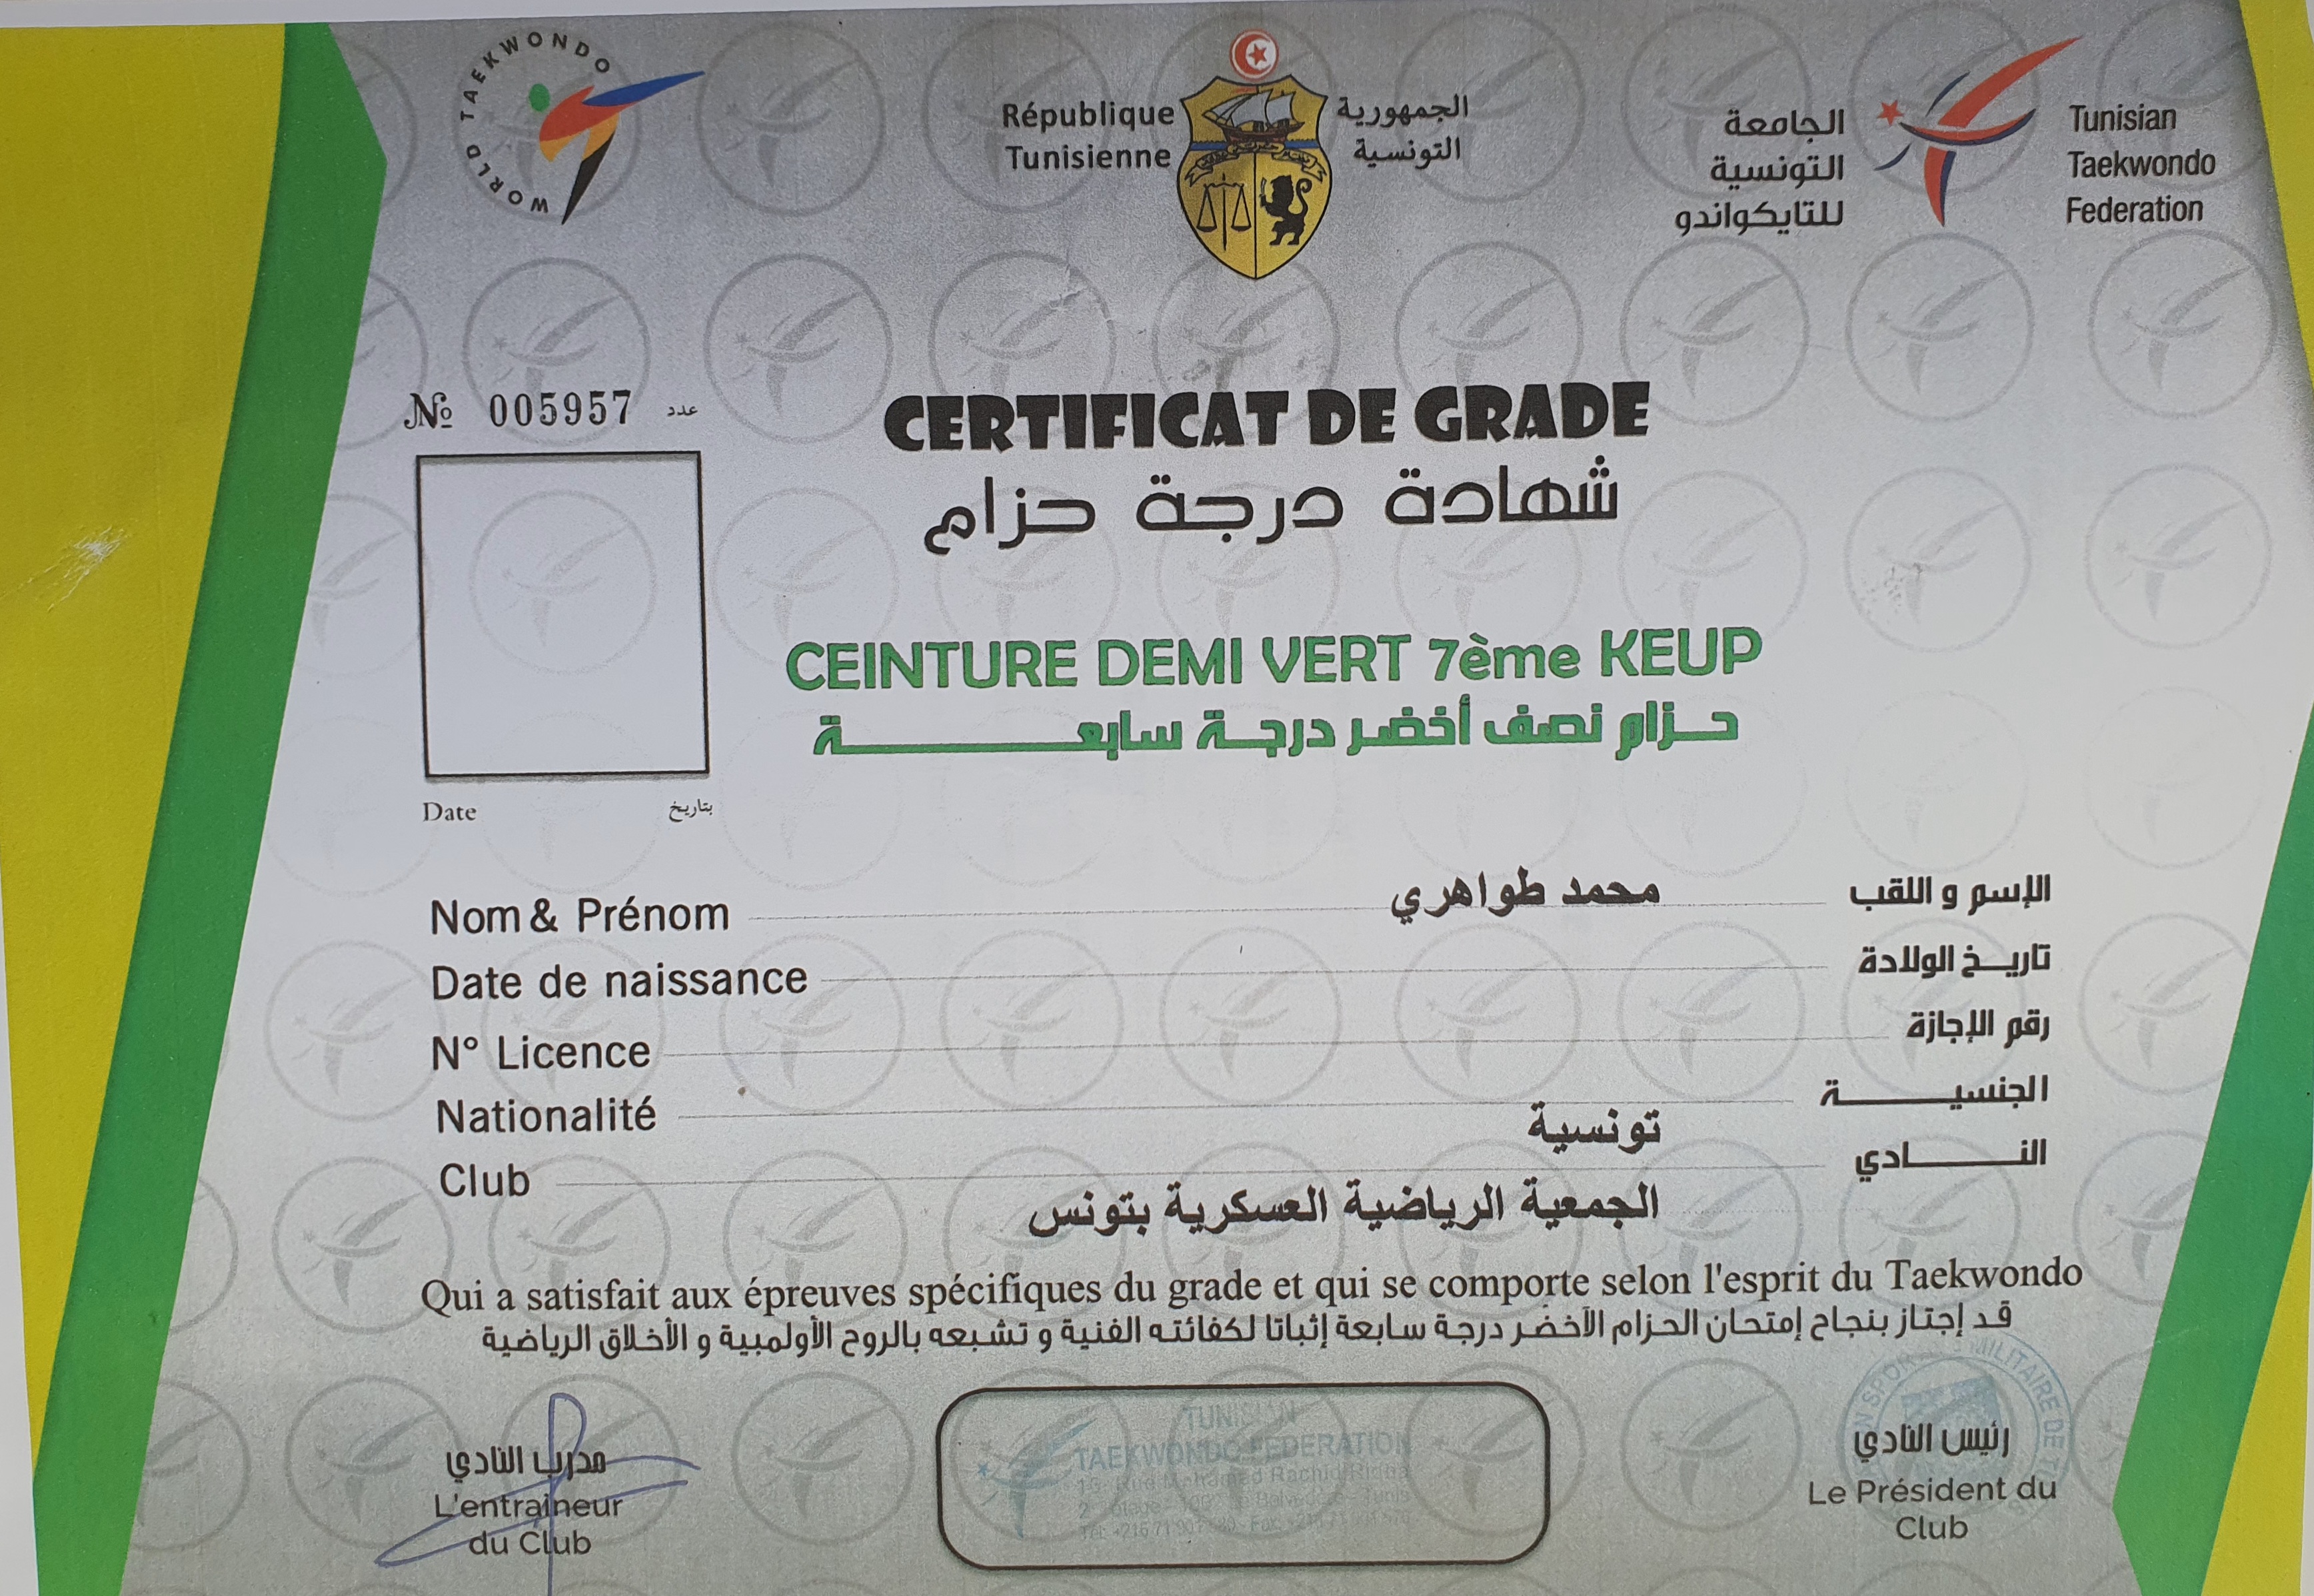 WORLD TAEKWONDO
République
Tunisienne
الجمهورية
التونسية
الجامعة
التونسية
للتايكواندو
Tunisian
Taekwondo
Federation
№ 005957 عدد
CERTIFICAT DE GRADE
شهادة درجة حزام
CEINTURE DEMI VERT 7ème KEUP
حزام نصف أخضر درجة سابعة
Date بتاريخ
Nom & Prénom محمد طواهري الإسم و اللقب
Date de naissance تاريخ الولادة
N° Licence رقم الإجازة
Nationalité تونسية الجنسية
Club الجمعية الرياضية العسكرية بتونس النادي
Qui a satisfait aux épreuves spécifiques du grade et qui se comporte selon l'esprit du Taekwondo
قد إجتاز بنجاح إمتحان الحزام الأخضر درجة سابعة إثباتا لكفائته الفنية و تشبعه بالروح الأولمبية و الأخلاق الرياضية
مدرب النادي
L'entraineur
du Club
TUNISIAN
TAEKWONDO FEDERATION
رئيس النادي
Le Président du
Club
MILITAIRE DE